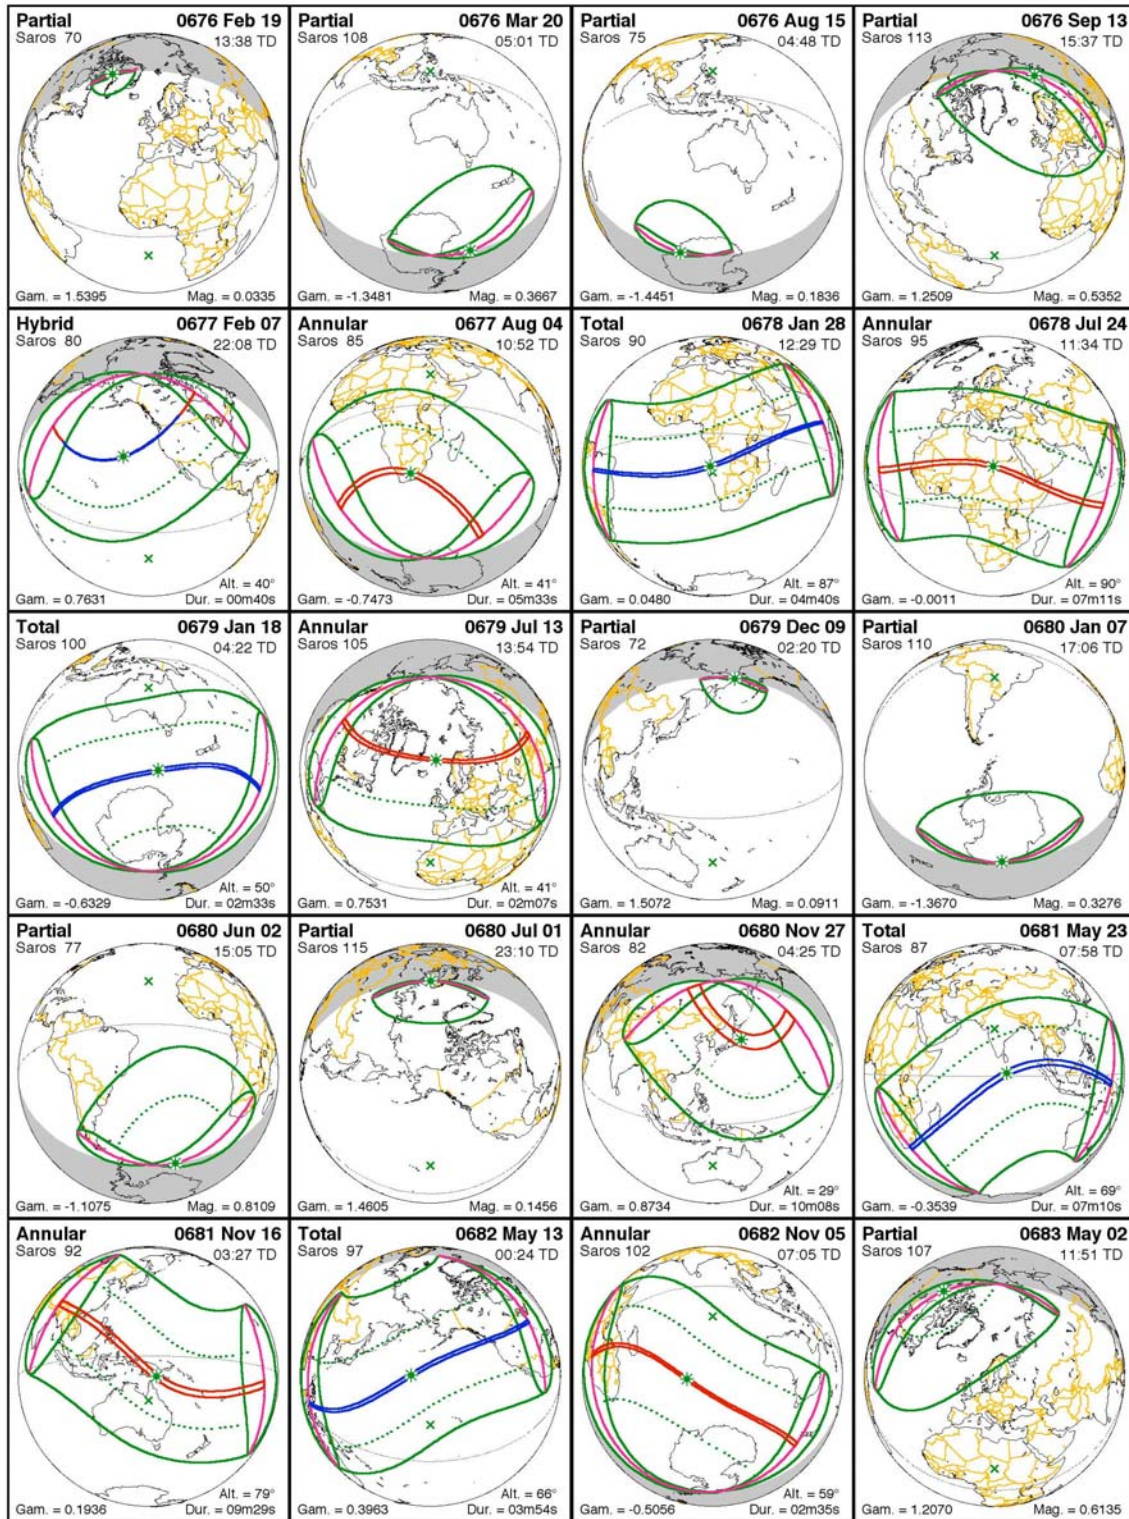 Partial 0676 Feb 19
Saros 70 13:38 TD
Gam. = 1.5395 Mag. = 0.0335
Partial 0676 Mar 20
Saros 108 05:01 TD
Gam. = -1.3481 Mag. = 0.3667
Partial 0676 Aug 15
Saros 75 04:48 TD
Gam. = -1.4451 Mag. = 0.1836
Partial 0676 Sep 13
Saros 113 15:37 TD
Gam. = 1.2509 Mag. = 0.5352
Hybrid 0677 Feb 07
Saros 80 22:08 TD
Alt. = 40°
Gam. = 0.7631 Dur. = 00m40s
Annular 0677 Aug 04
Saros 85 10:52 TD
Alt. = 41°
Gam. = -0.7473 Dur. = 05m33s
Total 0678 Jan 28
Saros 90 12:29 TD
Alt. = 87°
Gam. = 0.0480 Dur. = 04m40s
Annular 0678 Jul 24
Saros 95 11:34 TD
Alt. = 90°
Gam. = -0.0011 Dur. = 07m11s
Total 0679 Jan 18
Saros 100 04:22 TD
Alt. = 50°
Gam. = -0.6329 Dur. = 02m33s
Annular 0679 Jul 13
Saros 105 13:54 TD
Alt. = 41°
Gam. = 0.7531 Dur. = 02m07s
Partial 0679 Dec 09
Saros 72 02:20 TD
Gam. = 1.5072 Mag. = 0.0911
Partial 0680 Jan 07
Saros 110 17:06 TD
Gam. = -1.3670 Mag. = 0.3276
Partial 0680 Jun 02
Saros 77 15:05 TD
Gam. = -1.1075 Mag. = 0.8109
Partial 0680 Jul 01
Saros 115 23:10 TD
Gam. = 1.4605 Mag. = 0.1456
Annular 0680 Nov 27
Saros 82 04:25 TD
Alt. = 29°
Gam. = 0.8734 Dur. = 10m08s
Total 0681 May 23
Saros 87 07:58 TD
Alt. = 69°
Gam. = -0.3539 Dur. = 07m10s
Annular 0681 Nov 16
Saros 92 03:27 TD
Alt. = 79°
Gam. = 0.1936 Dur. = 09m29s
Total 0682 May 13
Saros 97 00:24 TD
Alt. = 66°
Gam. = 0.3963 Dur. = 03m54s
Annular 0682 Nov 05
Saros 102 07:05 TD
Alt. = 59°
Gam. = -0.5056 Dur. = 02m35s
Partial 0683 May 02
Saros 107 11:51 TD
Gam. = 1.2070 Mag. = 0.6135